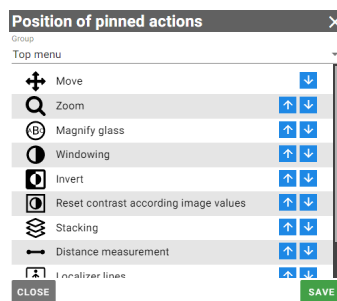 Position of pinned actions
Group
Top menu
Move
Zoom
Magnify glass
Windowing
Invert
Reset contrast according image values
Stacking
Distance measurement
Localizer lines
CLOSE
SAVE